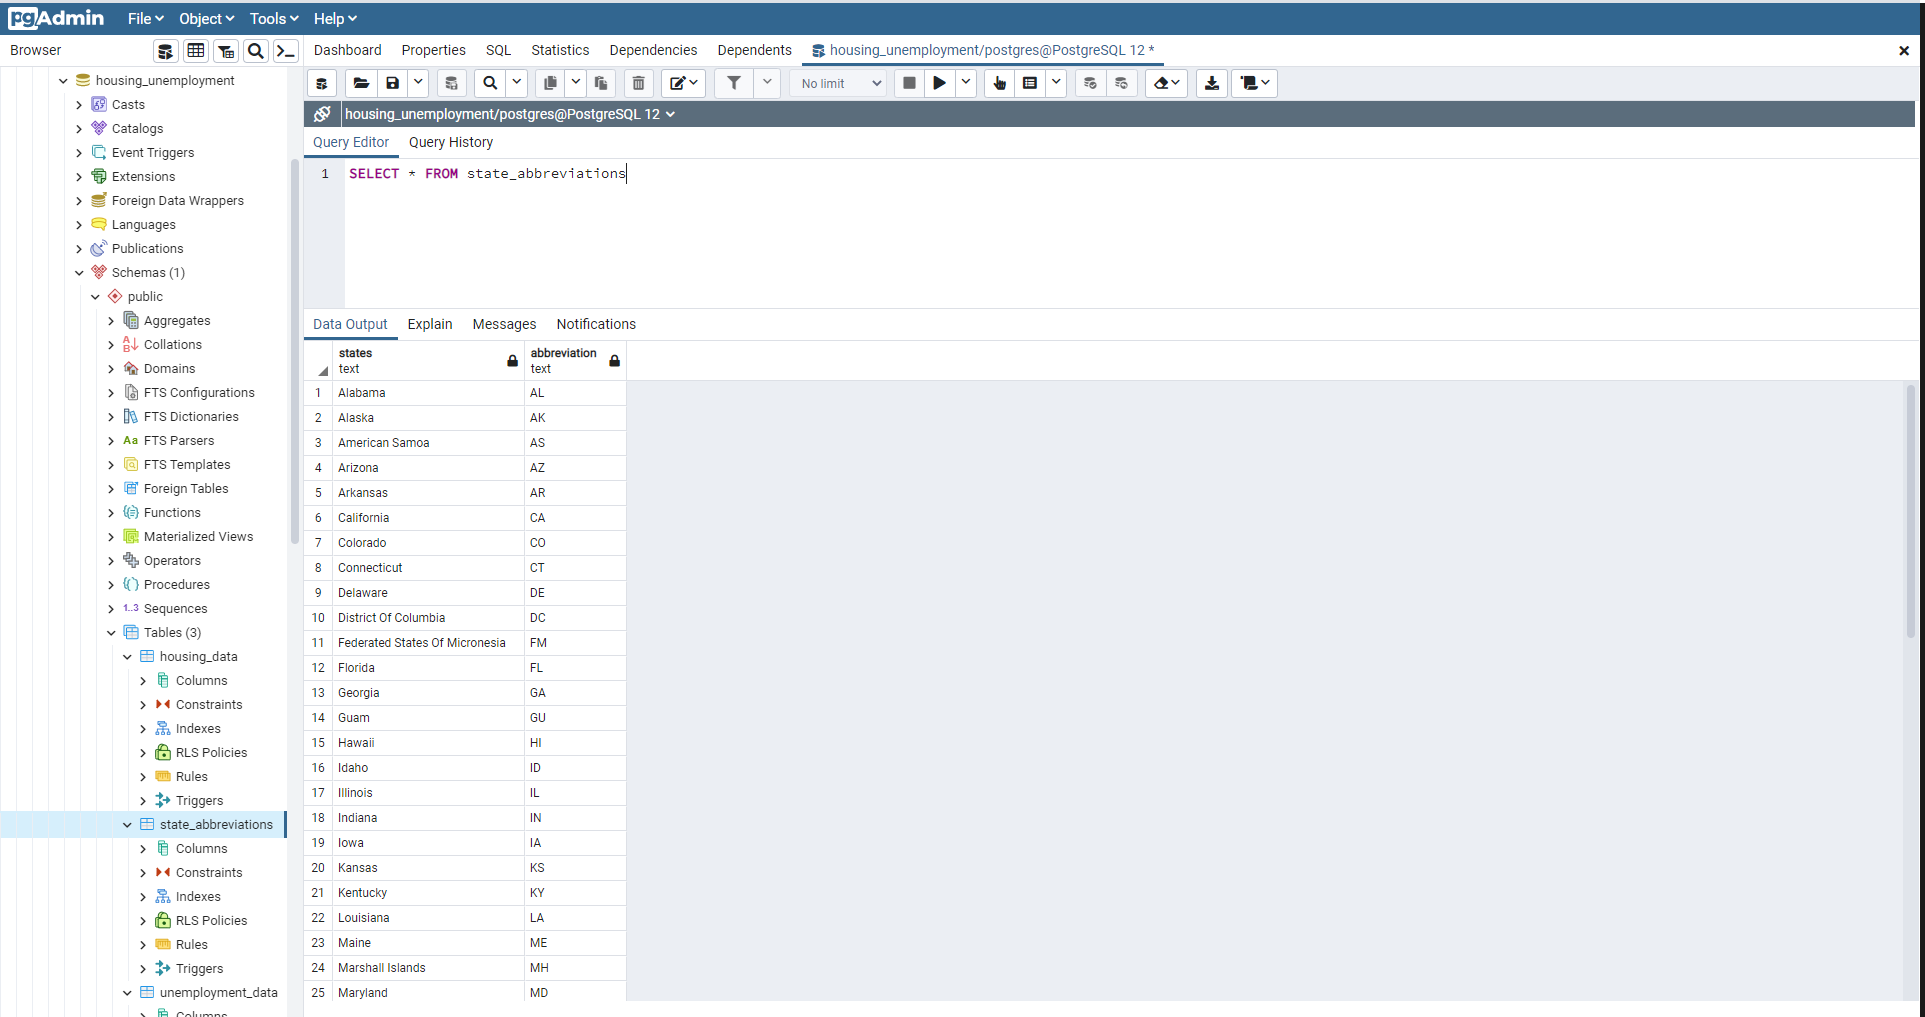 pgAdmin File Object Tools Help
Browser
Dashboard Properties SQL Statistics Dependencies Dependents housing_unemployment/postgres@PostgreSQL 12 *
No limit
housing_unemployment/postgres@PostgreSQL 12
Query Editor Query History
1 SELECT * FROM state_abbreviations
housing_unemployment
Casts
Catalogs
Event Triggers
Extensions
Foreign Data Wrappers
Languages
Publications
Schemas (1)
public
Aggregates
Collations
Domains
FTS Configurations
FTS Dictionaries
Aa FTS Parsers
FTS Templates
Foreign Tables
Functions
Materialized Views
Operators
Procedures
1..3 Sequences
Tables (3)
housing_data
Columns
Constraints
Indexes
RLS Policies
Rules
Triggers
state_abbreviations
Columns
Constraints
Indexes
RLS Policies
Rules
Triggers
unemployment_data
Columns
Data Output Explain Messages Notifications
states abbreviation
text text
1 Alabama AL
2 Alaska AK
3 American Samoa AS
4 Arizona AZ
5 Arkansas AR
6 California CA
7 Colorado CO
8 Connecticut CT
9 Delaware DE
10 District Of Columbia DC
11 Federated States Of Micronesia FM
12 Florida FL
13 Georgia GA
14 Guam GU
15 Hawaii HI
16 Idaho ID
17 Illinois IL
18 Indiana IN
19 Iowa IA
20 Kansas KS
21 Kentucky KY
22 Louisiana LA
23 Maine ME
24 Marshall Islands MH
25 Maryland MD